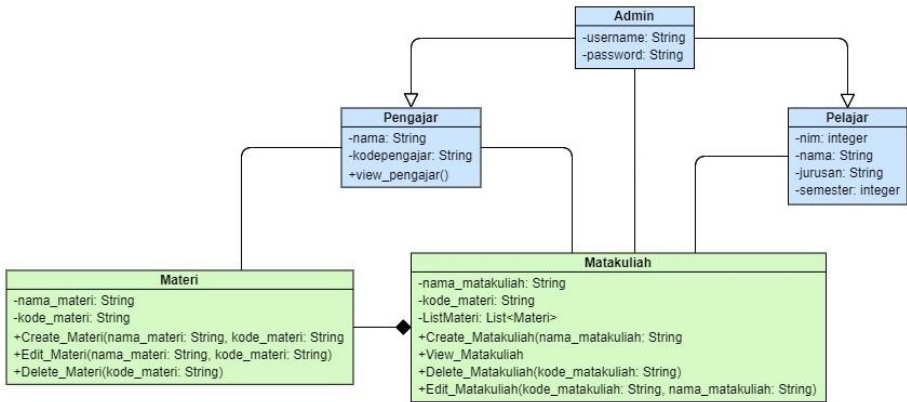 Admin
-username: String
-password: String
Pengajar
-nama: String
-kodepengajar: String
+view_pengajar()
Pelajar
-nim: integer
-nama: String
-jurusan: String
-semester: integer
Materi
-nama_materi: String
-kode_materi: String
+Create_Materi(nama_materi: String, kode_materi: String
+Edit_Materi(nama_materi: String, kode_materi: String)
+Delete_Materi(kode_materi: String)
Matakuliah
-nama_matakuliah: String
-kode_materi: String
-ListMateri: List<Materi>
+Create_Matakuliah(nama_matakuliah: String
+View_Matakuliah
+Delete_Matakuliah(kode_matakuliah: String)
+Edit_Matakuliah(kode_matakuliah: String, nama_matakuliah: String)